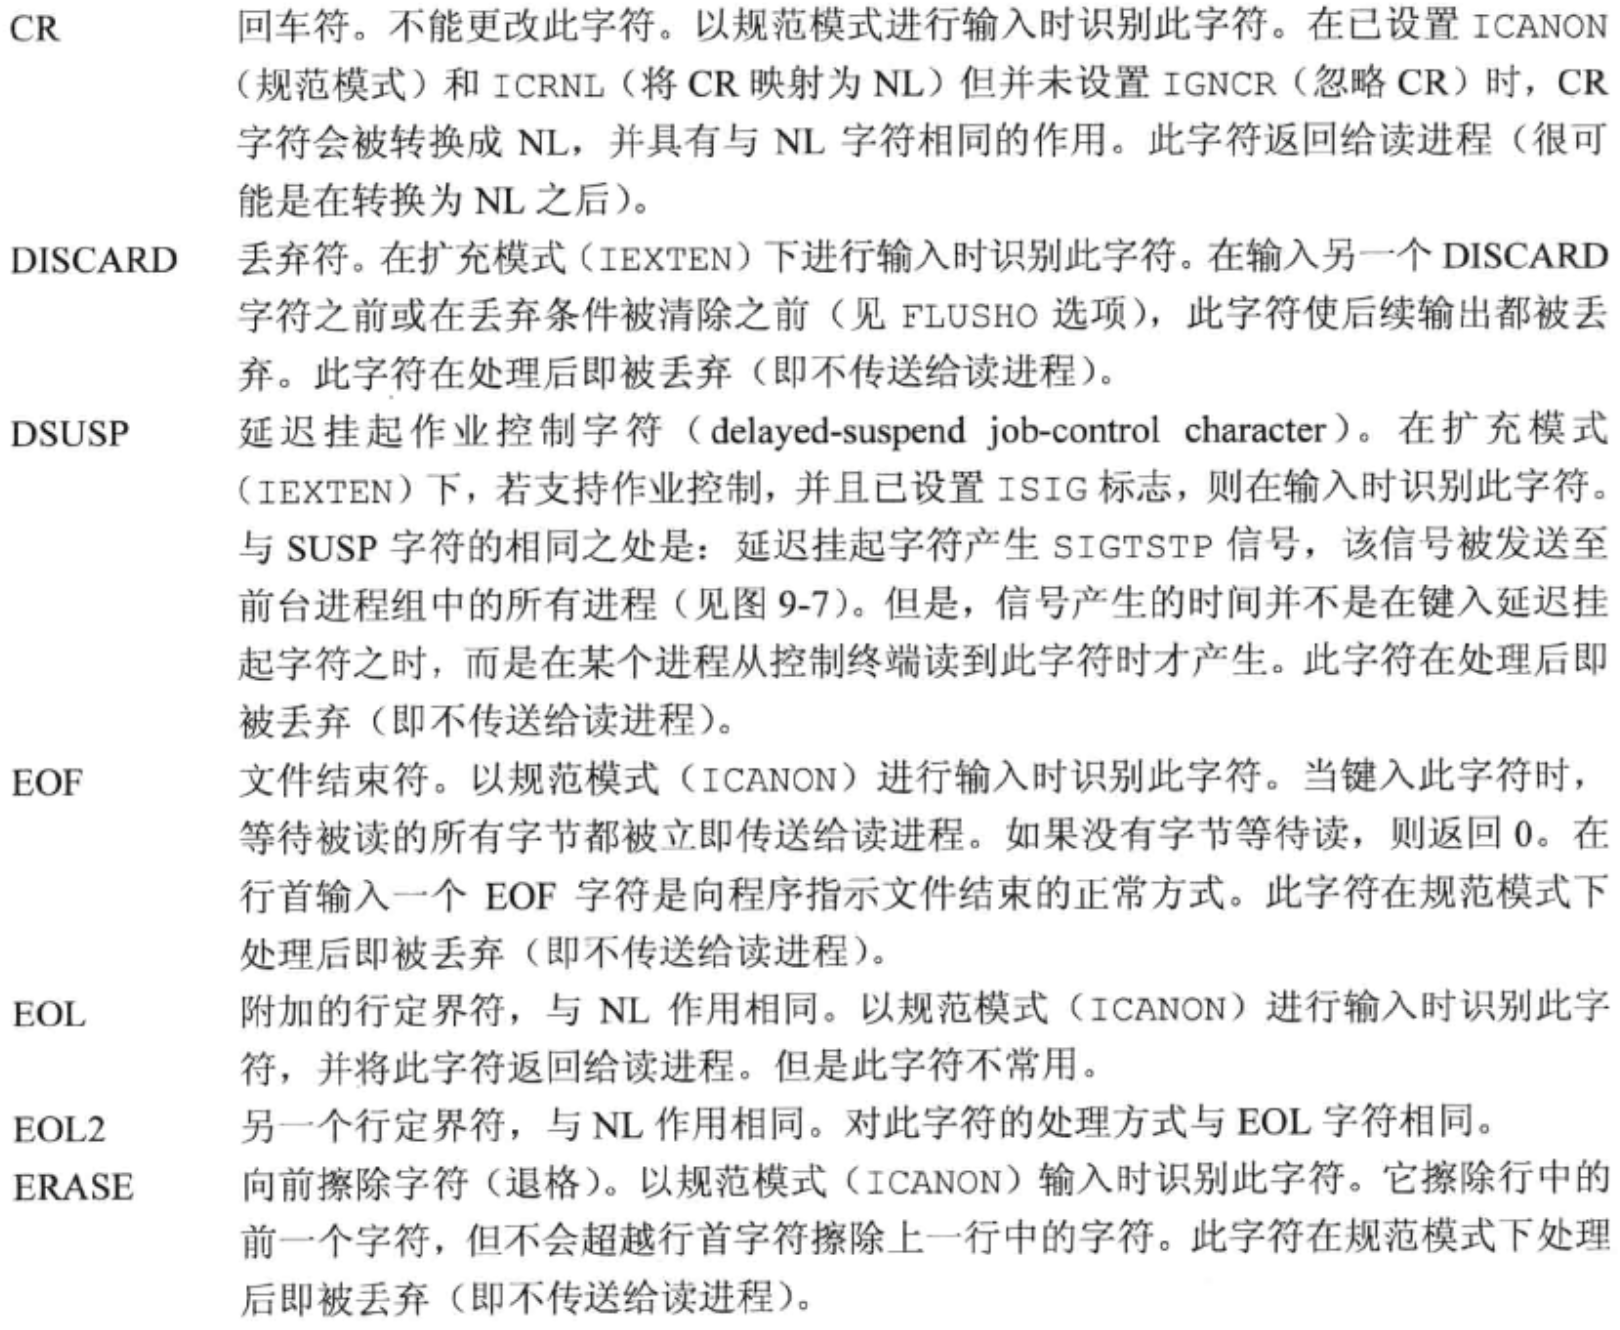 CR 回车符。不能更改此字符。以规范模式进行输入时识别此字符。在已设置 ICANON
（规范模式）和 ICRNL（将 CR 映射为 NL）但并未设置 IGNCR（忽略 CR）时，CR
字符会被转换成 NL，并具有与 NL 字符相同的作用。此字符返回给读进程（很可
能是在转换为 NL 之后）。
DISCARD 丢弃符。在扩充模式（IEXTEN）下进行输入时识别此字符。在输入另一个 DISCARD
字符之前或在丢弃条件被清除之前（见 FLUSHO 选项），此字符使后续输出都被丢
弃。此字符在处理后即被丢弃（即不传送给读进程）。
DSUSP 延迟挂起作业控制字符（delayed-suspend job-control character）。在扩充模式
（IEXTEN）下，若支持作业控制，并且已设置 ISIG 标志，则在输入时识别此字符。
与 SUSP 字符的相同之处是：延迟挂起字符产生 SIGTSTP 信号，该信号被发送至
前台进程组中的所有进程（见图 9-7）。但是，信号产生的时间并不是在键入延迟挂
起字符之时，而是在某个进程从控制终端读到此字符时才产生。此字符在处理后即
被丢弃（即不传送给读进程）。
EOF 文件结束符。以规范模式（ICANON）进行输入时识别此字符。当键入此字符时，
等待被读的所有字节都被立即传送给读进程。如果没有字节等待读，则返回 0。在
行首输入一个 EOF 字符是向程序指示文件结束的正常方式。此字符在规范模式下
处理后即被丢弃（即不传送给读进程）。
EOL 附加的行定界符，与 NL 作用相同。以规范模式（ICANON）进行输入时识别此字
符，并将此字符返回给读进程。但是此字符不常用。
EOL2 另一个行定界符，与 NL 作用相同。对此字符的处理方式与 EOL 字符相同。
ERASE 向前擦除字符（退格）。以规范模式（ICANON）输入时识别此字符。它擦除行中的
前一个字符，但不会超越行首字符擦除上一行中的字符。此字符在规范模式下处理
后即被丢弃（即不传送给读进程）。